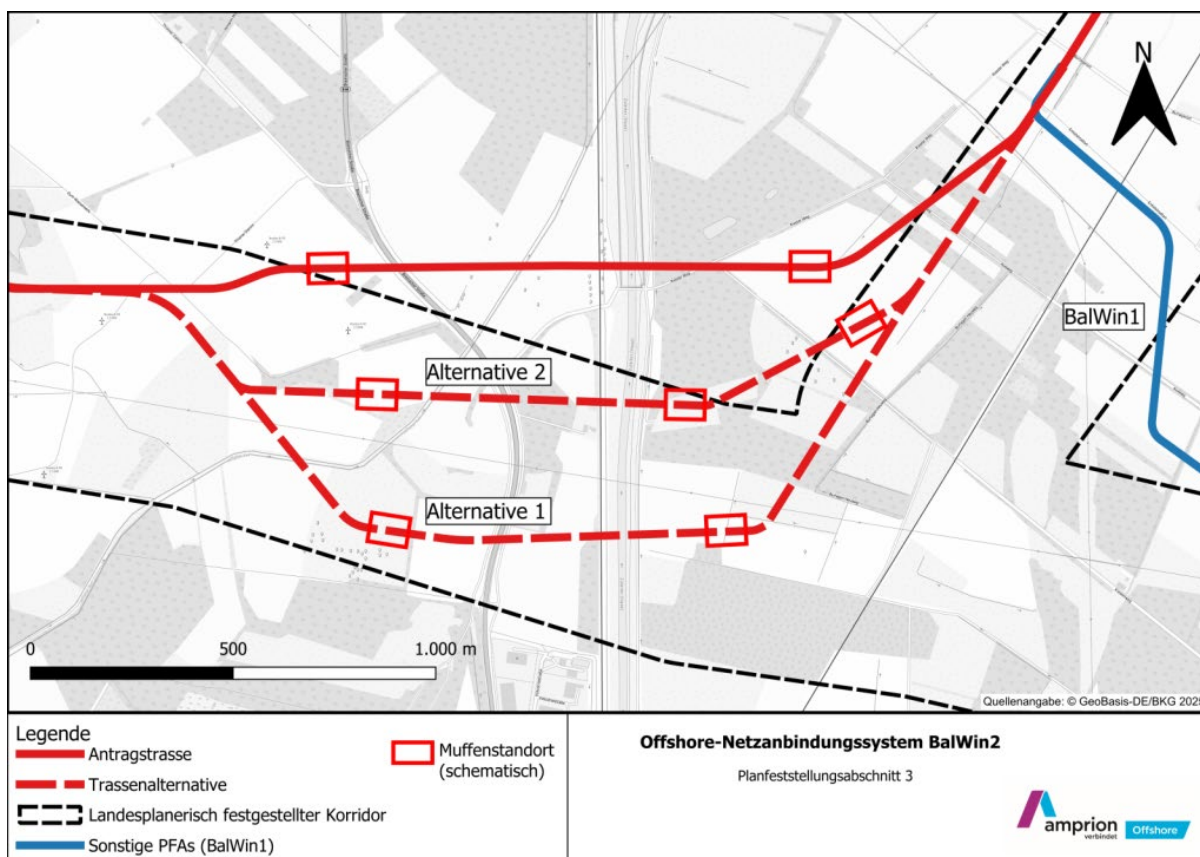 N
BalWin1
Alternative 2
Alternative 1
0
500
1.000 m
Quellenangabe: © GeoBasis-DE/BKG 2025
Legende
Antragstrasse
Trassenalternative
Landesplanerisch festgestellter Korridor
Sonstige PFAs (BalWin1)
Muffenstandort
(schematisch)
Offshore-Netzanbindungssystem BalWin2
Planfeststellungsabschnitt 3
amprion
verbindet
Offshore